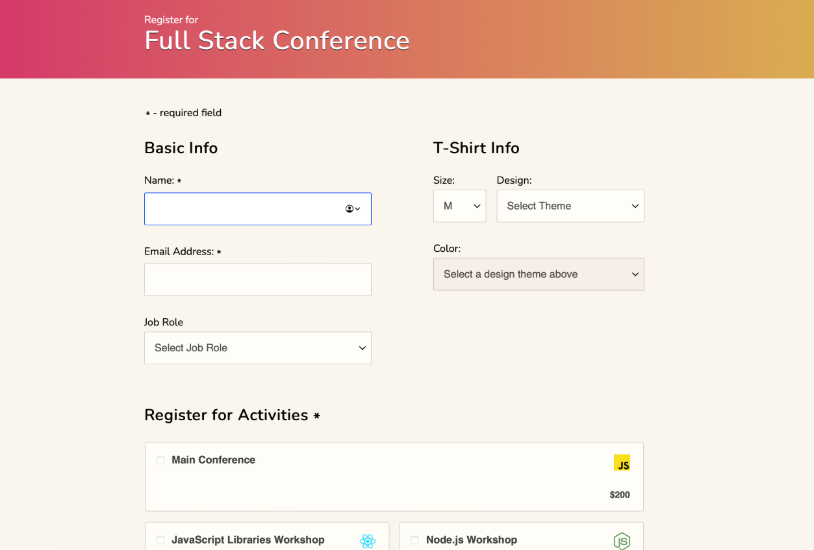 Register for
Full Stack Conference
* - required field
Basic Info
Name: *
Email Address: *
Job Role
Select Job Role
T-Shirt Info
Size:
Design:
M
Select Theme
Color:
Select a design theme above
Register for Activities *
Main Conference
JS
$200
JavaScript Libraries Workshop
Node.js Workshop
JS